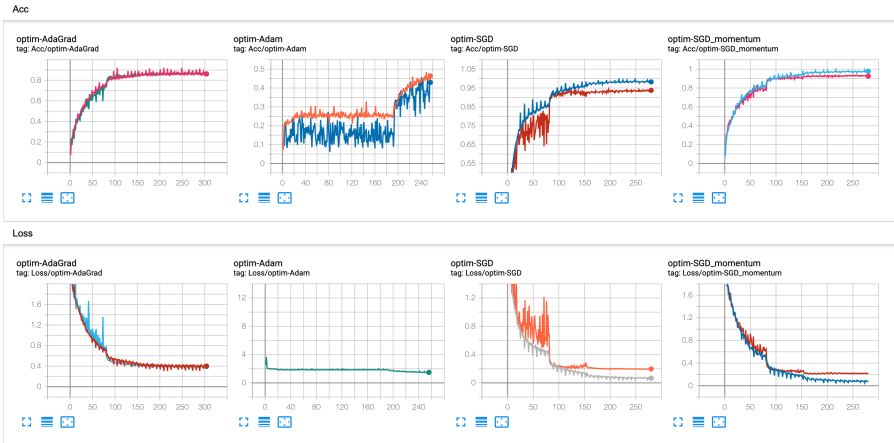 Acc
optim-AdaGrad
tag: Acc/optim-AdaGrad
0.8
0.6
0.4
0.2
0
0 50 100 150 200 250 300
optim-Adam
tag: Acc/optim-Adam
0.5
0.4
0.3
0.2
0.1
0
0 40 80 120 160 200 240
optim-SGD
tag: Acc/optim-SGD
1.05
0.95
0.85
0.75
0.65
0.55
0 50 100 150 200 250
optim-SGD_momentum
tag: Acc/optim-SGD_momentum
1
0.8
0.6
0.4
0.2
0
0 50 100 150 200 250
Loss
optim-AdaGrad
tag: Loss/optim-AdaGrad
1.6
1.2
0.8
0.4
0
0 50 100 150 200 250 300
optim-Adam
tag: Loss/optim-Adam
12
8
4
2
0
0 50 100 150 200 250
optim-SGD
tag: Loss/optim-SGD
1.4
1
0.6
0.2
0
0 50 100 150 200 250
optim-SGD_momentum
tag: Loss/optim-SGD_momentum
1.6
1.2
0.8
0.4
0
0 50 100 150 200 250